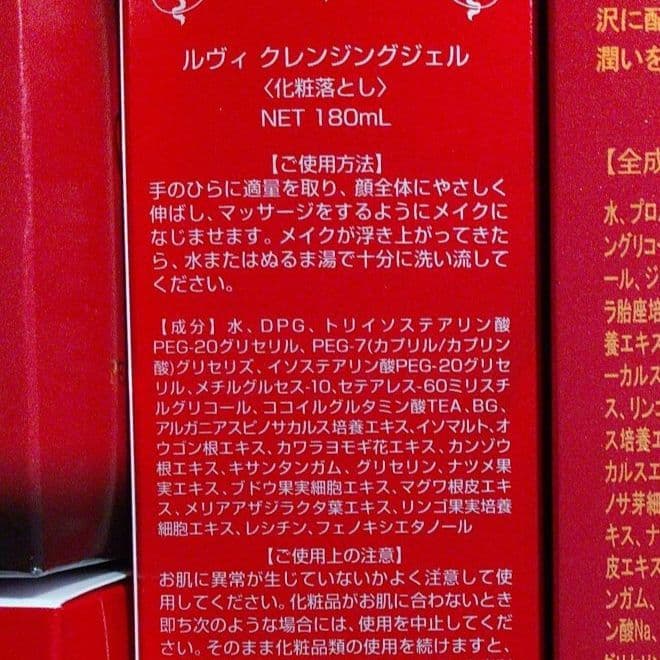 ルヴィ クレンジングジェル
〈化粧落とし〉
NET 180mL
【ご使用方法】
手のひらに適量を取り、顔全体にやさしく
伸ばし、マッサージをするようにメイクに
なじませます。メイクが浮き上がってきた
ら、水またはぬるま湯で十分に洗い流して
ください。
【成分】水、DPG、トリイソステアリン酸
PEG-20グリセリル、PEG-7(カプリル/カプリン
酸)グリセリズ、イソステアリン酸PEG-20グリセ
リル、メチルグルセス-10、セテアレス-60ミリスチ
ルグリコール、ココイルグルタミン酸TEA、BG、
アルガニアスピノサカルス培養エキス、イソマルト、オ
ウゴン根エキス、カワラヨモギ花エキス、カンゾウ
根エキス、キサンタンガム、グリセリン、ナツメ果
実エキス、ブドウ果実細胞エキス、マグワ根皮エキ
ス、メリアアザジラクタ葉エキス、リンゴ果実培養
細胞エキス、レシチン、フェノキシエタノール
【ご使用上の注意】
お肌に異常が生じていないかよく注意して使
用してください。化粧品がお肌に合わないとき
即ち次のような場合には、使用を中止してくだ
さい。そのまま化粧品類の使用を続けますと、
沢に配
潤いを
【全成
水、プロ
ングリコ
ール、ジ
ラ胎座培
養エキス
ーカルス
ス、リンゴ
ス培養エ
カルスエ
ノサ芽細
キス、ナ
皮エキス
ンガム、
ン酸Na、